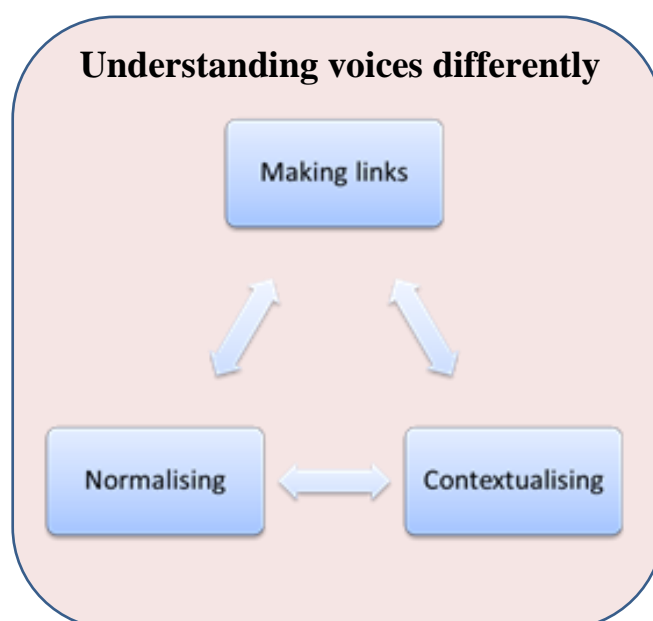 Understanding voices differently
Making links
Normalising
Contextualising